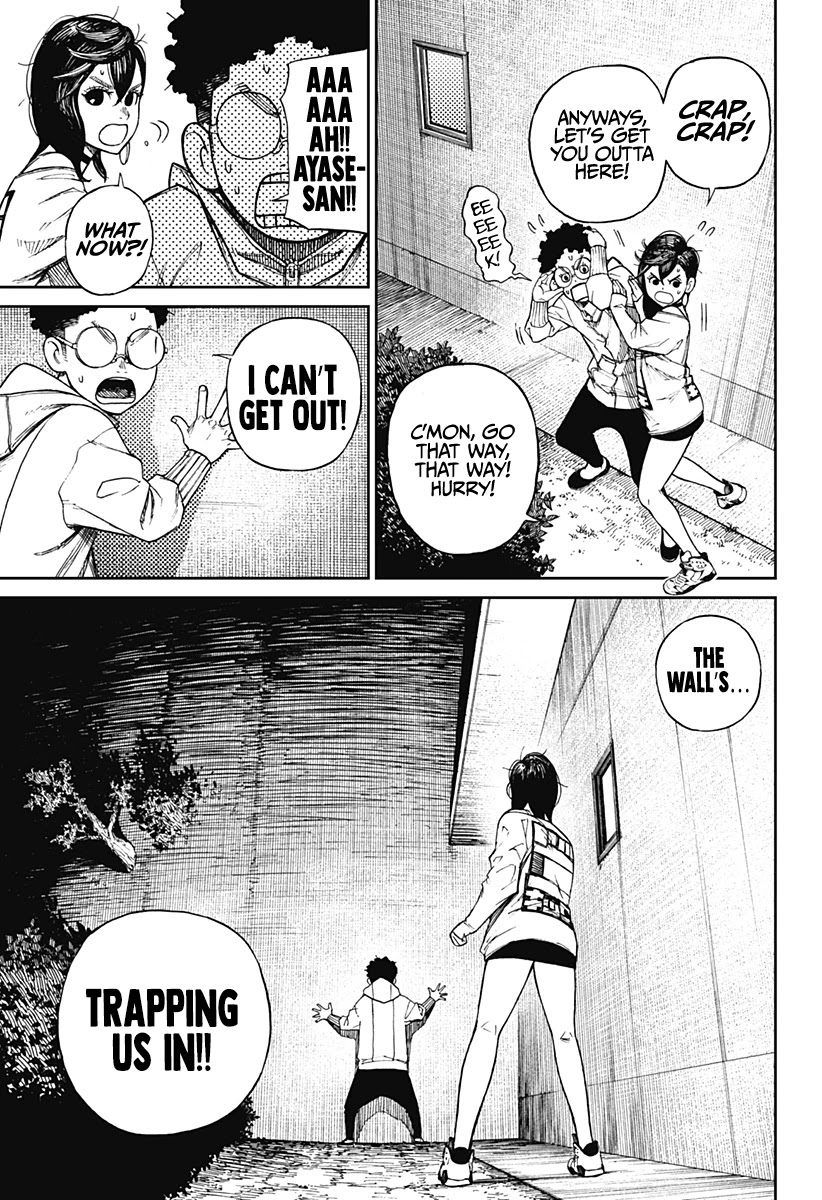 CRAP,
CRAP!
ANYWAYS,
LET'S GET
YOU OUTTA
HERE!
EE
EE
EE
K!
C'MON, GO
THAT WAY,
THAT WAY!
HURRY!
AAA
AAA
AH!!
AYASE-
SAN!!
WHAT
NOW?!
I CAN'T
GET OUT!
THE
WALL'S...
TRAPPING
US IN!!